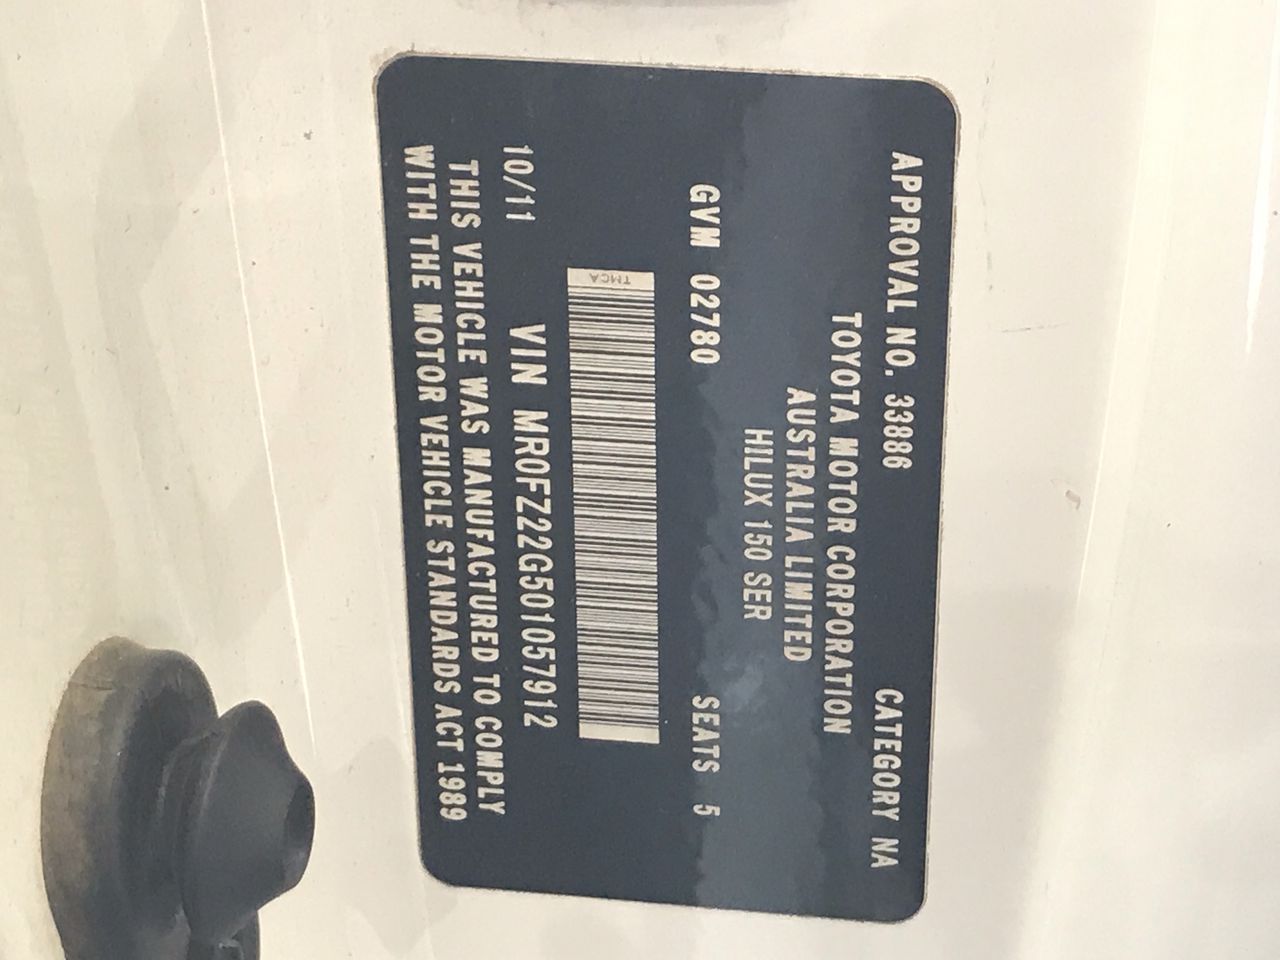 APPROVAL NO. 33886 CATEGORY NA
TOYOTA MOTOR CORPORATION
AUSTRALIA LIMITED
HILUX 150 SER
GVM 02780 SEATS 5
TMCA
10/11 VIN MR0FZ22G501057912
THIS VEHICLE WAS MANUFACTURED TO COMPLY
WITH THE MOTOR VEHICLE STANDARDS ACT 1989